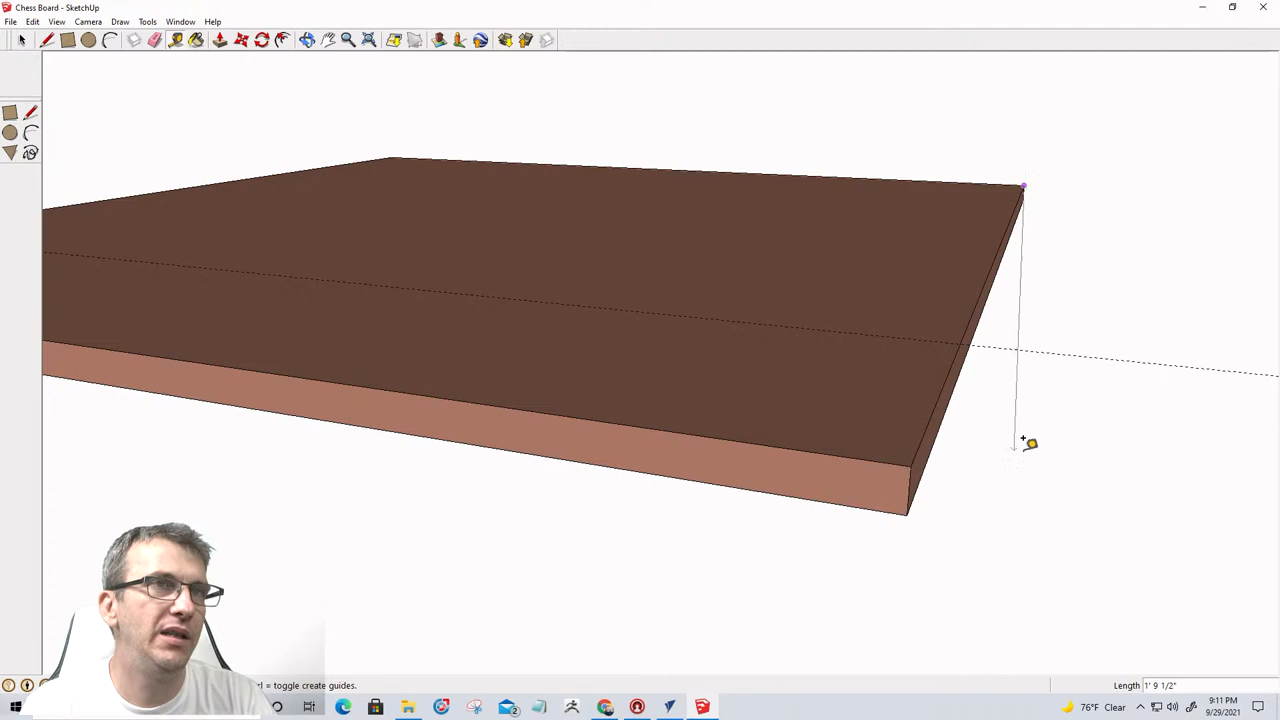 Chess Board - SketchUp
File Edit View Camera Draw Tools Window Help
rl = toggle create guides.
Length 1' 9 1/2"
2
76°F Clear
9:11 PM
9/29/2021